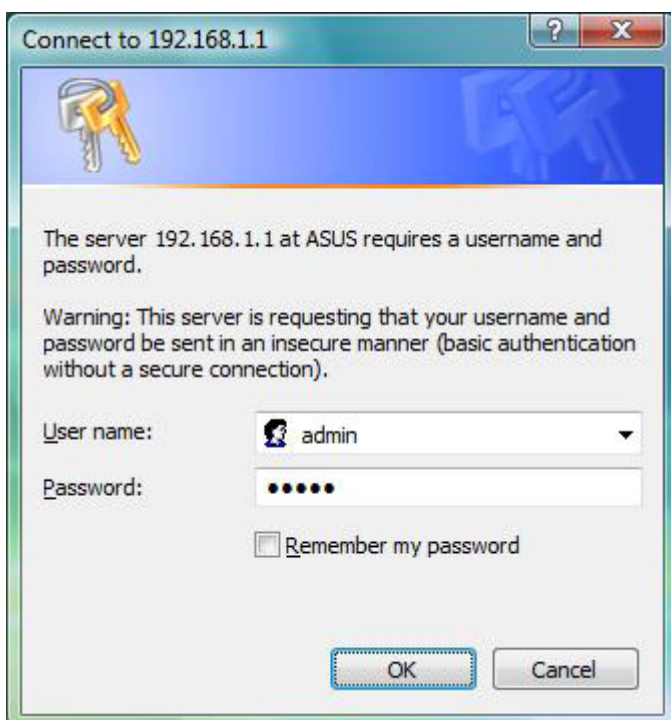 Connect to 192.168.1.1
?
X
The server 192.168.1.1 at ASUS requires a username and
password.
Warning: This server is requesting that your username and
password be sent in an insecure manner (basic authentication
without a secure connection).
User name:
admin
Password:
•••••
Remember my password
OK
Cancel